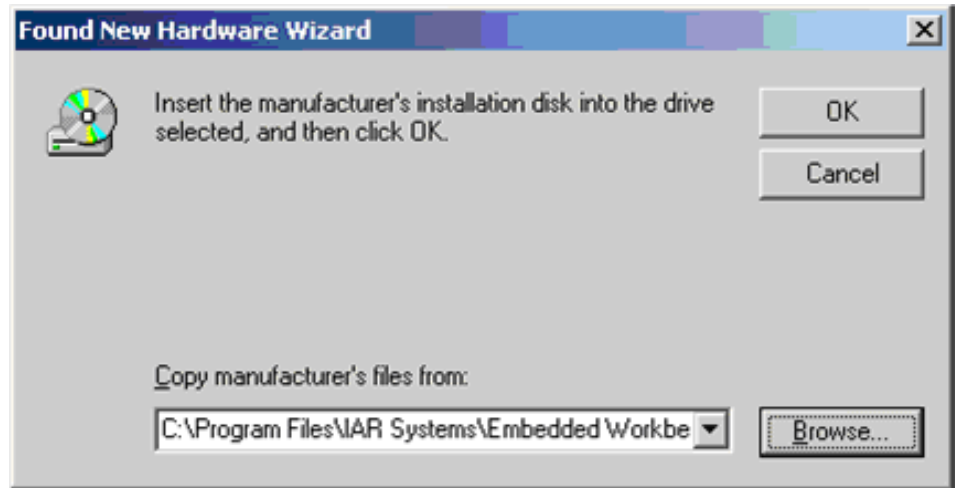 Found New Hardware Wizard
Insert the manufacturer's installation disk into the drive
selected, and then click OK.
OK
Cancel
Copy manufacturer's files from:
C:\Program Files\IAR Systems\Embedded Workbe
Browse...